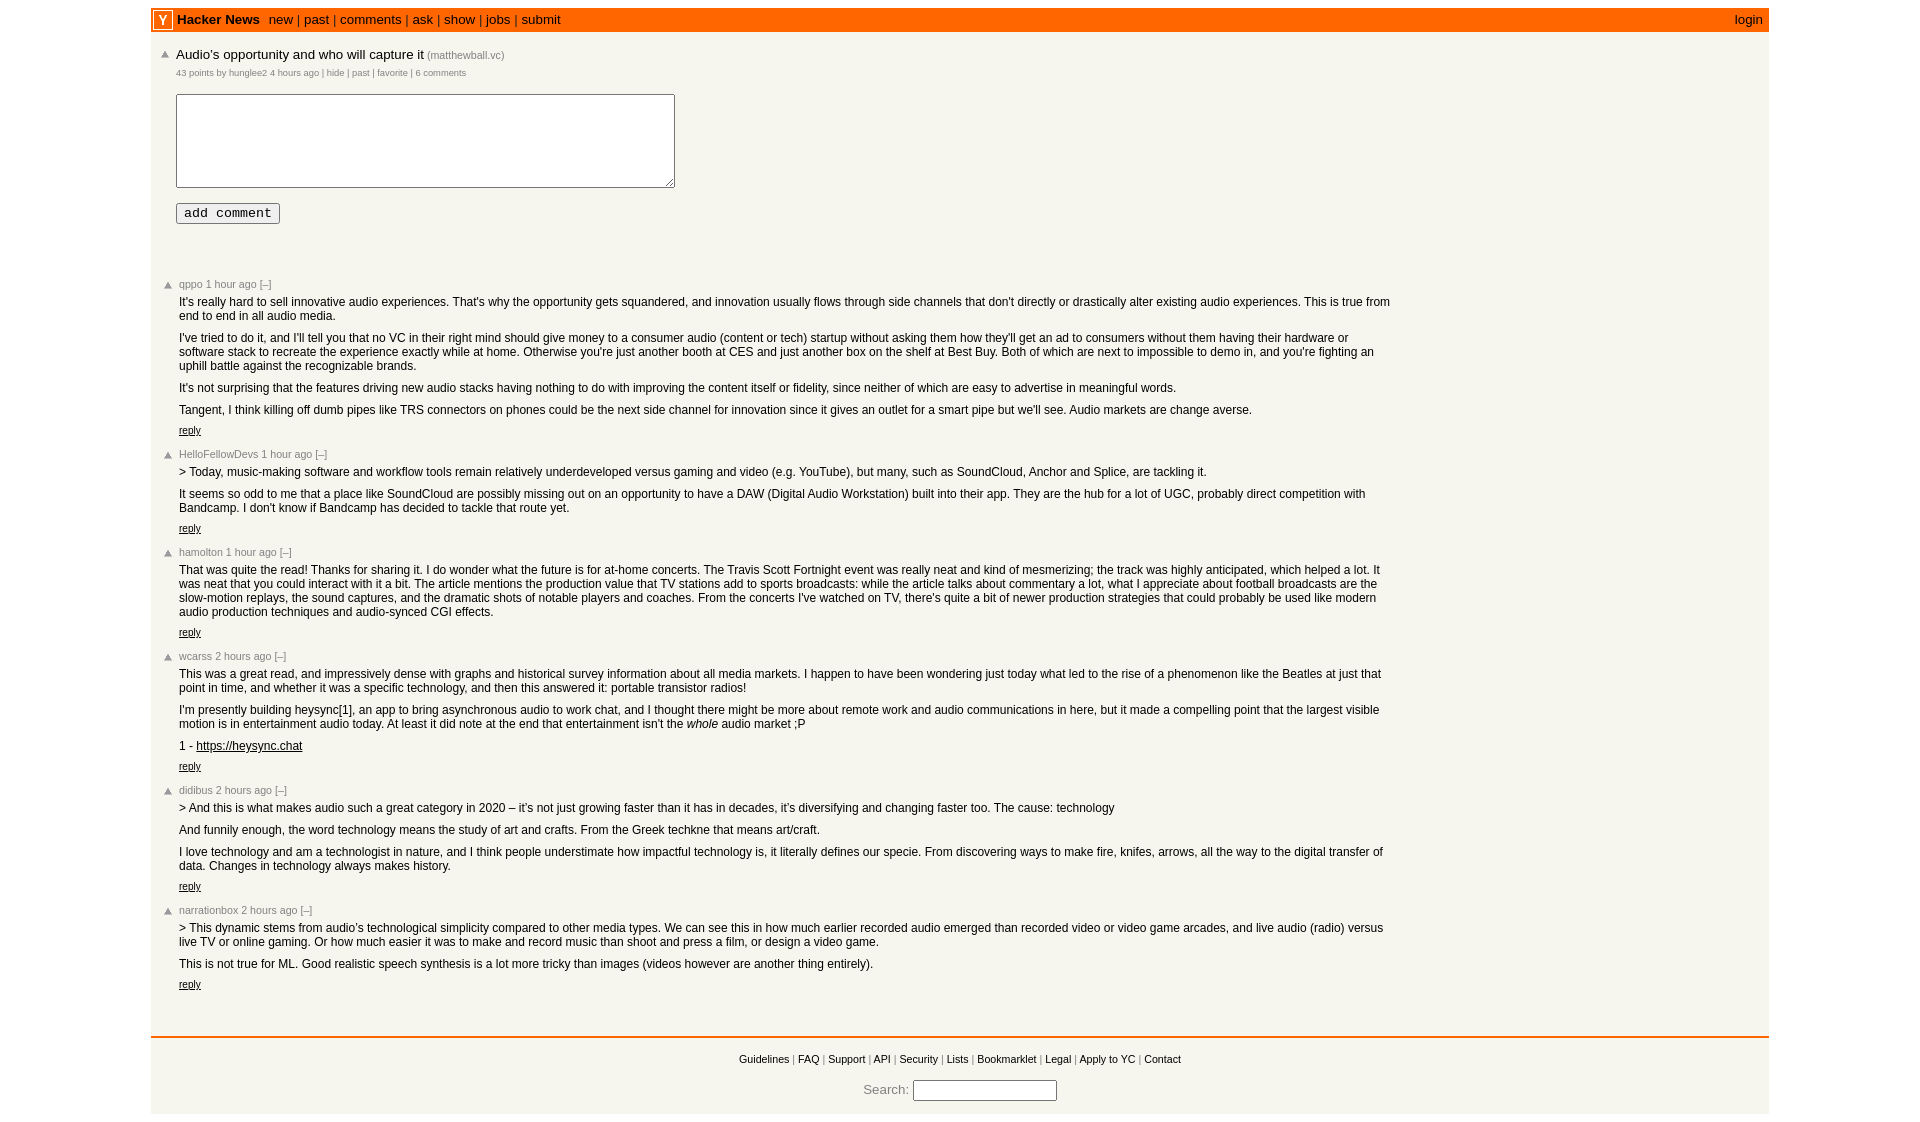 Y Hacker News new | past | comments | ask | show | jobs | submit login
Audio’s opportunity and who will capture it (matthewball.vc)
43 points by hunglee2 4 hours ago | hide | past | favorite | 6 comments
add comment
qppo 1 hour ago [–]
It's really hard to sell innovative audio experiences. That's why the opportunity gets squandered, and innovation usually flows through side channels that don't directly or drastically alter existing audio experiences. This is true from
end to end in all audio media.
I've tried to do it, and I'll tell you that no VC in their right mind should give money to a consumer audio (content or tech) startup without asking them how they'll get an ad to consumers without them having their hardware or
software stack to recreate the experience exactly while at home. Otherwise you're just another booth at CES and just another box on the shelf at Best Buy. Both of which are next to impossible to demo in, and you're fighting an
uphill battle against the recognizable brands.
It's not surprising that the features driving new audio stacks having nothing to do with improving the content itself or fidelity, since neither of which are easy to advertise in meaningful words.
Tangent, I think killing off dumb pipes like TRS connectors on phones could be the next side channel for innovation since it gives an outlet for a smart pipe but we'll see. Audio markets are change averse.
reply
HelloFellowDevs 1 hour ago [–]
> Today, music-making software and workflow tools remain relatively underdeveloped versus gaming and video (e.g. YouTube), but many, such as SoundCloud, Anchor and Splice, are tackling it.
It seems so odd to me that a place like SoundCloud are possibly missing out on an opportunity to have a DAW (Digital Audio Workstation) built into their app. They are the hub for a lot of UGC, probably direct competition with
Bandcamp. I don't know if Bandcamp has decided to tackle that route yet.
reply
hamolton 1 hour ago [–]
That was quite the read! Thanks for sharing it. I do wonder what the future is for at-home concerts. The Travis Scott Fortnight event was really neat and kind of mesmerizing; the track was highly anticipated, which helped a lot. It
was neat that you could interact with it a bit. The article mentions the production value that TV stations add to sports broadcasts: while the article talks about commentary a lot, what I appreciate about football broadcasts are the
slow-motion replays, the sound captures, and the dramatic shots of notable players and coaches. From the concerts I've watched on TV, there's quite a bit of newer production strategies that could probably be used like modern
audio production techniques and audio-synced CGI effects.
reply
wcarss 2 hours ago [–]
This was a great read, and impressively dense with graphs and historical survey information about all media markets. I happen to have been wondering just today what led to the rise of a phenomenon like the Beatles at just that
point in time, and whether it was a specific technology, and then this answered it: portable transistor radios!
I'm presently building heysync[1], an app to bring asynchronous audio to work chat, and I thought there might be more about remote work and audio communications in here, but it made a compelling point that the largest visible
motion is in entertainment audio today. At least it did note at the end that entertainment isn't the whole audio market ;P
1 - https://heysync.chat
reply
didibus 2 hours ago [–]
> And this is what makes audio such a great category in 2020 – it’s not just growing faster than it has in decades, it’s diversifying and changing faster too. The cause: technology
And funnily enough, the word technology means the study of art and crafts. From the Greek techkne that means art/craft.
I love technology and am a technologist in nature, and I think people understimate how impactful technology is, it literally defines our specie. From discovering ways to make fire, knifes, arrows, all the way to the digital transfer of
data. Changes in technology always makes history.
reply
narrationbox 2 hours ago [–]
> This dynamic stems from audio’s technological simplicity compared to other media types. We can see this in how much earlier recorded audio emerged than recorded video or video game arcades, and live audio (radio) versus
live TV or online gaming. Or how much easier it was to make and record music than shoot and press a film, or design a video game.
This is not true for ML. Good realistic speech synthesis is a lot more tricky than images (videos however are another thing entirely).
reply
Guidelines | FAQ | Support | API | Security | Lists | Bookmarklet | Legal | Apply to YC | Contact
Search: